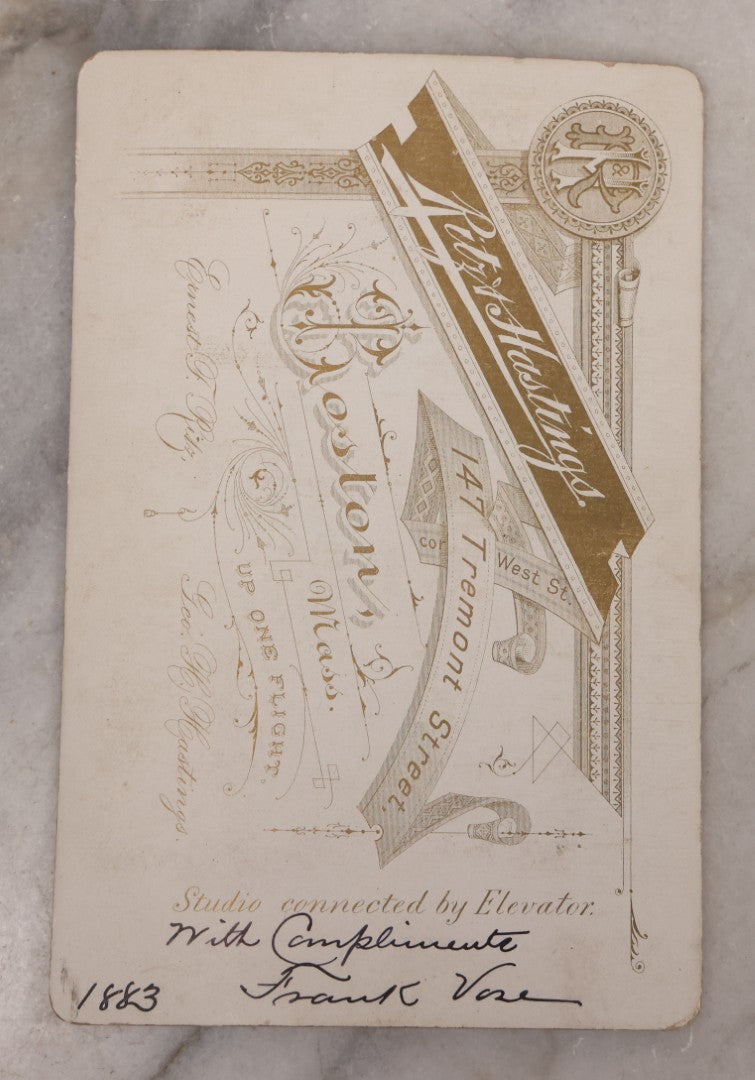 R & H
Ritz & Hastings.
147 Tremont Street.
cor West St.
Boston,
Mass.
UP ONE FLIGHT.
Ernest F. Ritz,
Geo. H. Hastings.
Studio connected by Elevator.
With Compliments
1883 Frank Vose